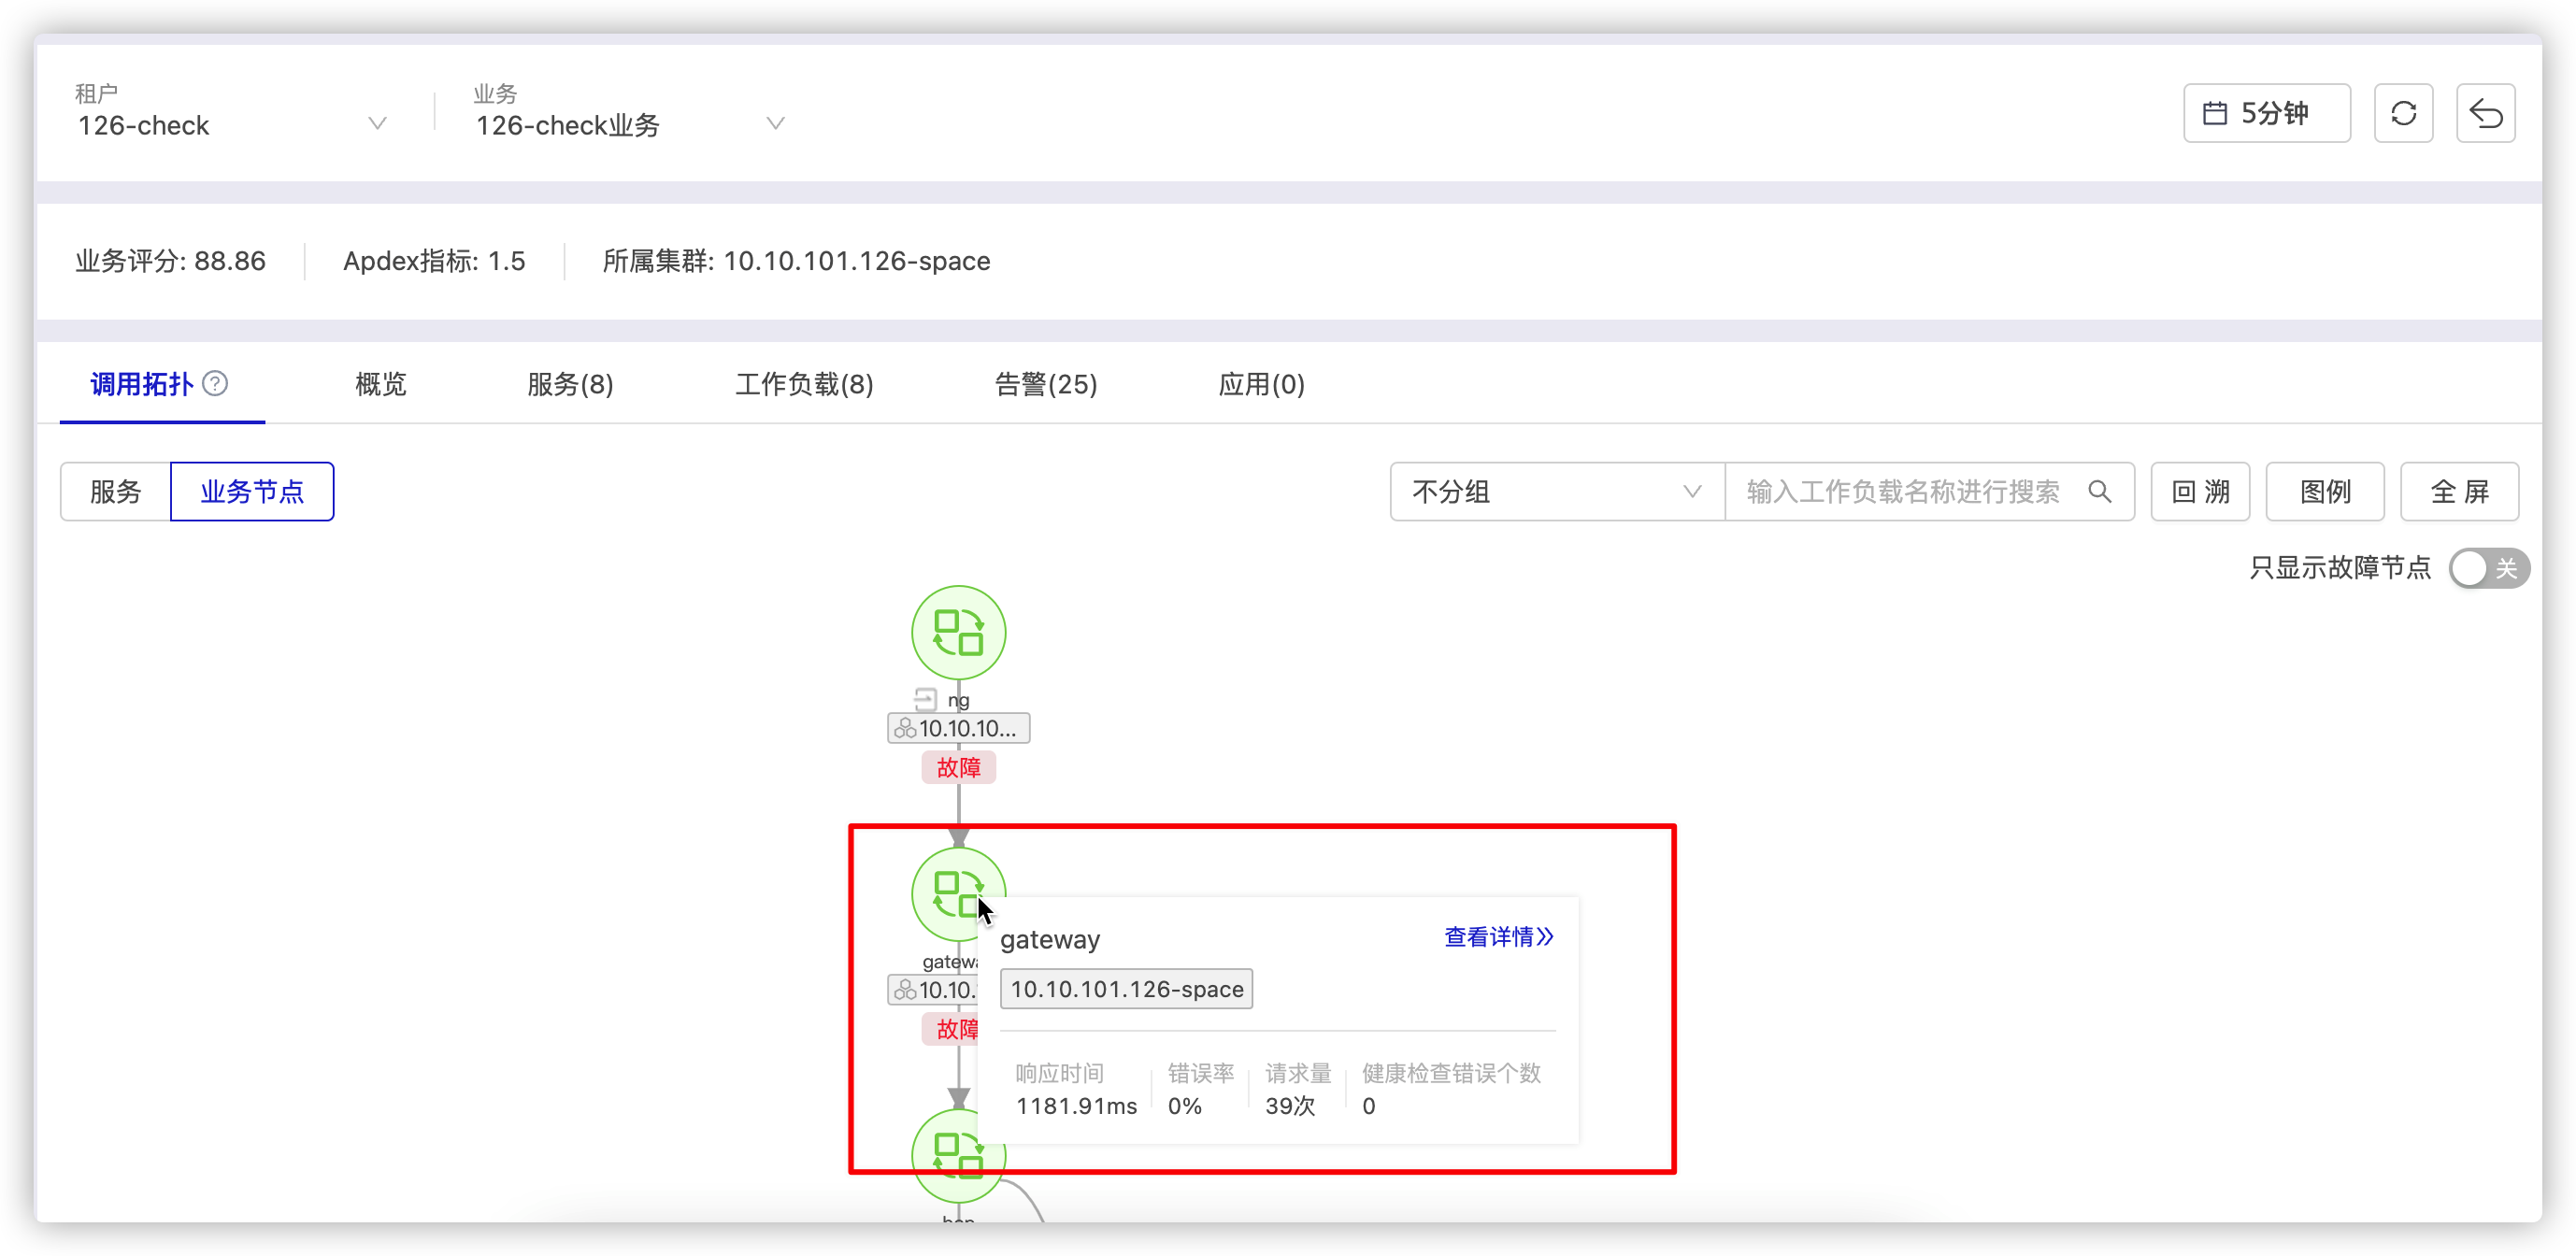 租户
126-check
业务
126-check业务
5分钟
业务评分: 88.86
Apdex指标: 1.5
所属集群: 10.10.101.126-space
调用拓扑
概览
服务(8)
工作负载(8)
告警(25)
应用(0)
服务
业务节点
不分组
输入工作负载名称进行搜索
回 溯
图例
全 屏
只显示故障节点
关
ng
10.10.10...
故障
gatewa
10.10.
故障
gateway
查看详情
10.10.101.126-space
响应时间
错误率
请求量
健康检查错误个数
1181.91ms
0%
39次
0